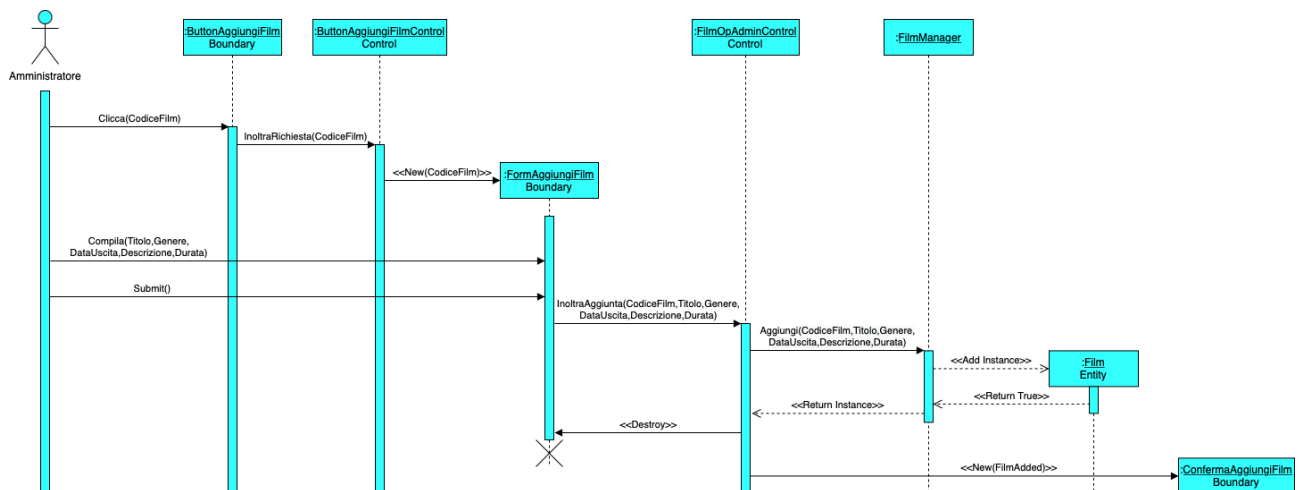 :ButtonAggiungiFilm
Boundary
:ButtonAggiungiFilmControl
Control
:FilmOpAdminControl
Control
:FilmManager
Amministratore
Clicca(CodiceFilm)
InoltraRichiesta(CodiceFilm)
<<New(CodiceFilm)>>
:FormAggiungiFilm
Boundary
Compila(Titolo,Genere,
DataUscita,Descrizione,Durata)
Submit()
InoltraAggiunta(CodiceFilm,Titolo,Genere,
DataUscita,Descrizione,Durata)
Aggiungi(CodiceFilm,Titolo,Genere,
DataUscita,Descrizione,Durata)
<<Add Instance>>
:Film
Entity
<<Return True>>
<<Return Instance>>
<<Destroy>>
<<New(FilmAdded)>>
:ConfermaAggiungiFilm
Boundary